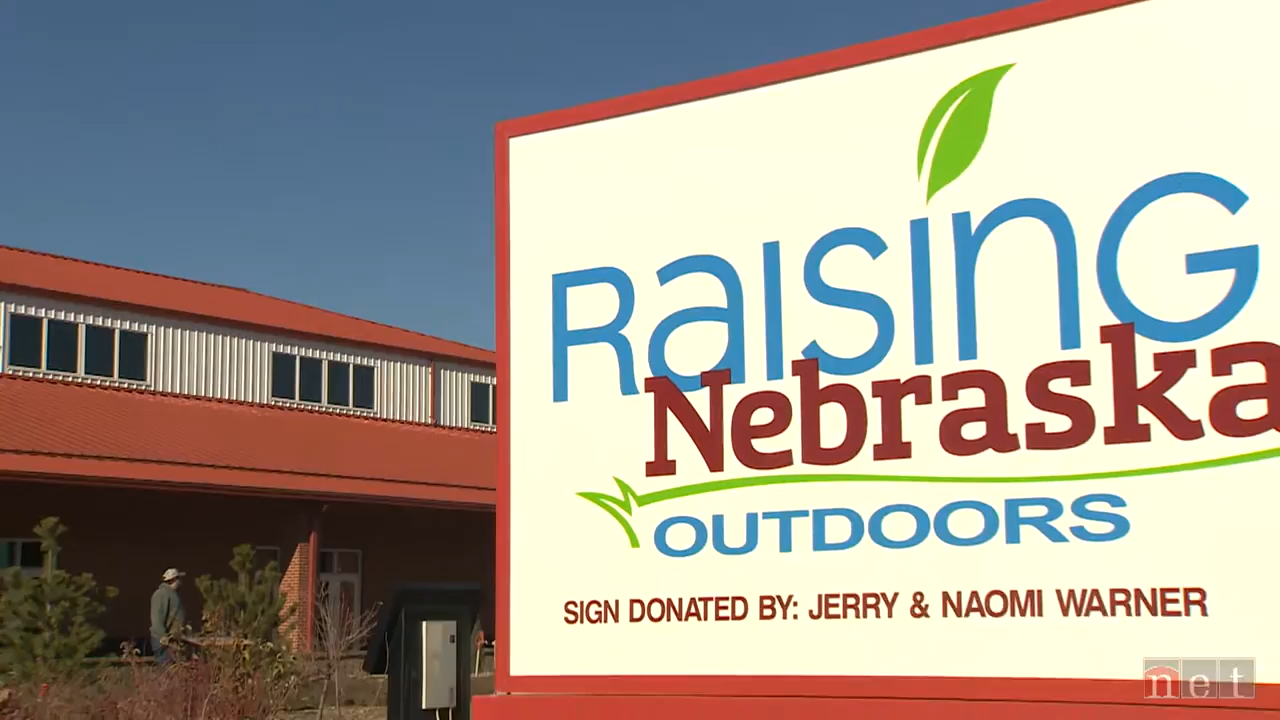 RaisinG
Nebraska
OUTDOORS
SIGN DONATED BY: JERRY & NAOMI WARNER
net